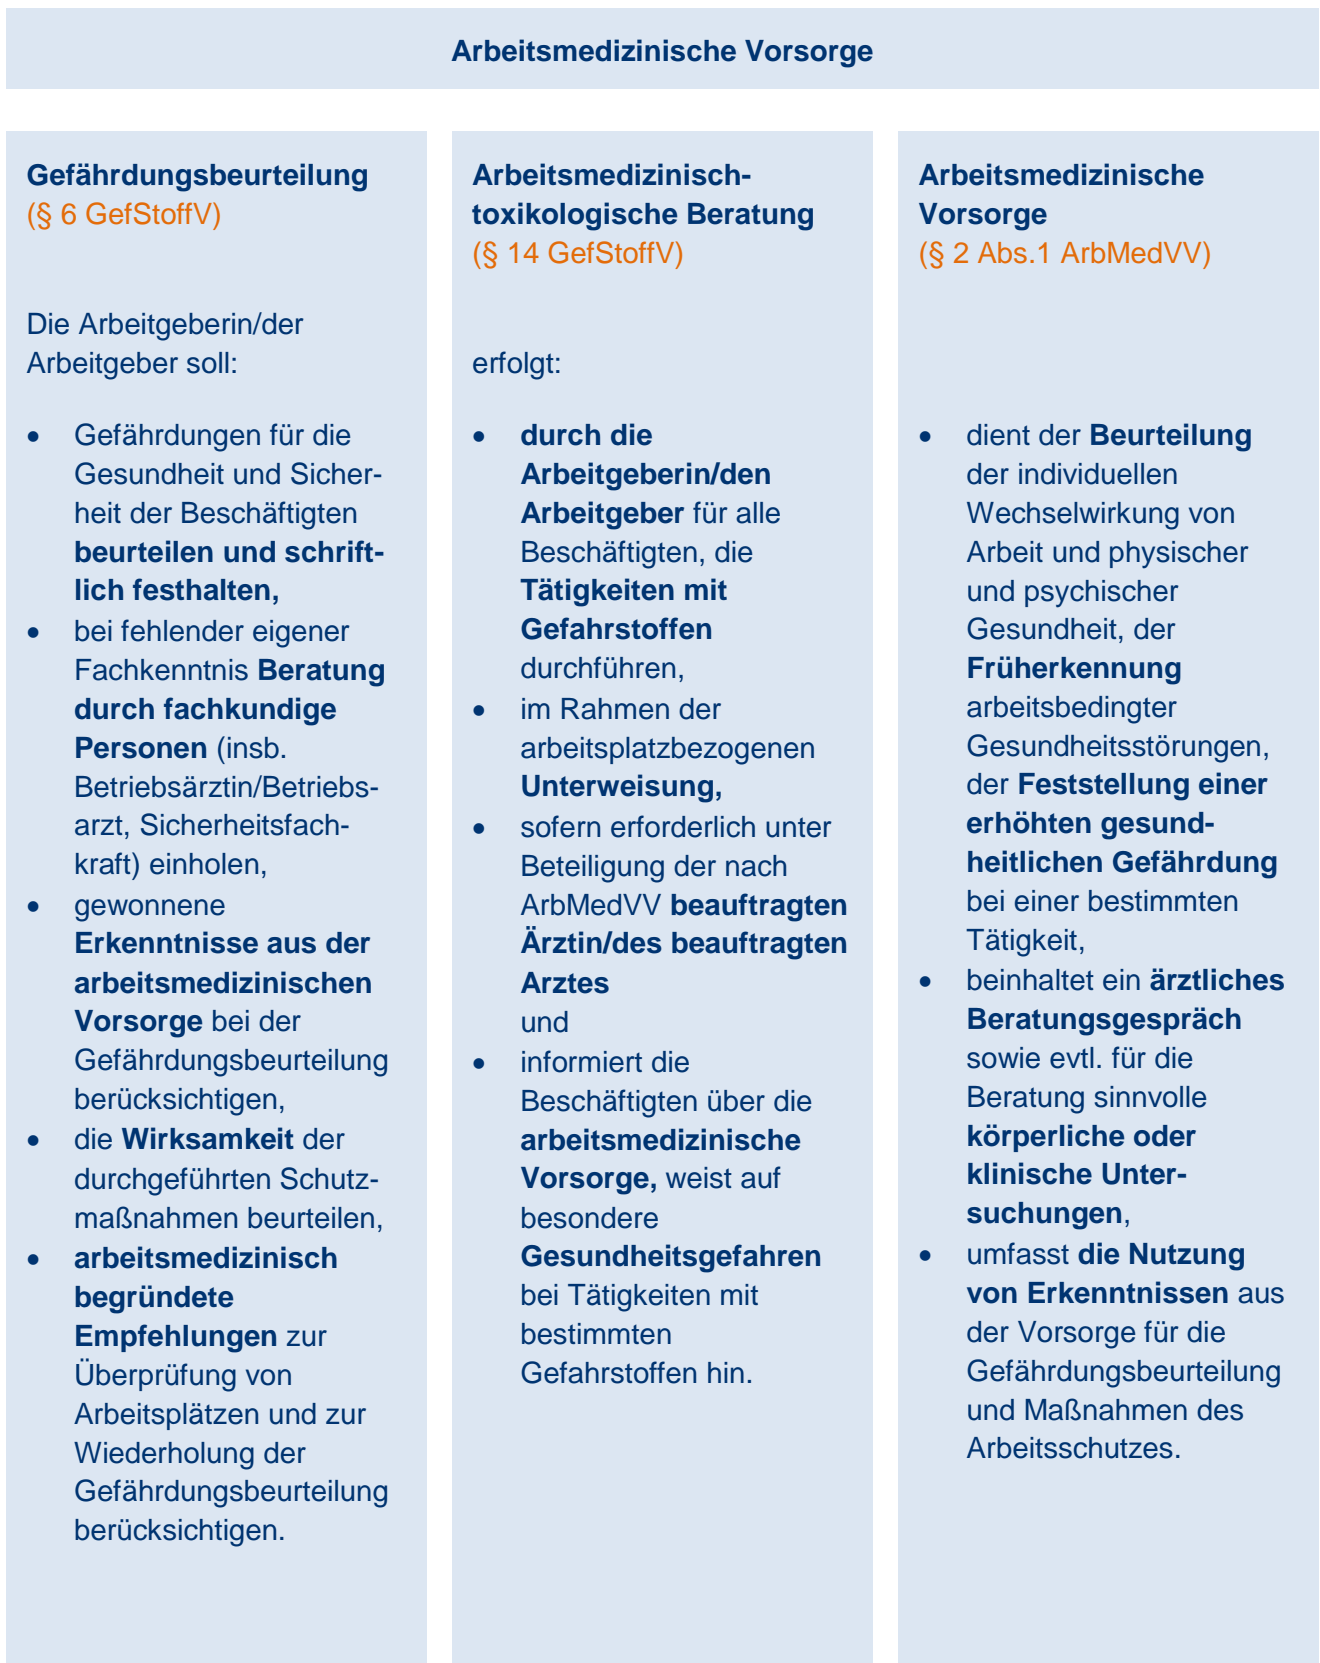 Arbeitsmedizinische Vorsorge
Gefährdungsbeurteilung
(§ 6 GefStoffV)
Die Arbeitgeberin/der
Arbeitgeber soll:
• Gefährdungen für die
Gesundheit und Sicher-
heit der Beschäftigten
beurteilen und schrift-
lich festhalten,
• bei fehlender eigener
Fachkenntnis Beratung
durch fachkundige
Personen (insb.
Betriebsärztin/Betriebs-
arzt, Sicherheitsfach-
kraft) einholen,
• gewonnene
Erkenntnisse aus der
arbeitsmedizinischen
Vorsorge bei der
Gefährdungsbeurteilung
berücksichtigen,
• die Wirksamkeit der
durchgeführten Schutz-
maßnahmen beurteilen,
• arbeitsmedizinisch
begründete
Empfehlungen zur
Überprüfung von
Arbeitsplätzen und zur
Wiederholung der
Gefährdungsbeurteilung
berücksichtigen.
Arbeitsmedizinisch-
toxikologische Beratung
(§ 14 GefStoffV)
erfolgt:
• durch die
Arbeitgeberin/den
Arbeitgeber für alle
Beschäftigten, die
Tätigkeiten mit
Gefahrstoffen
durchführen,
• im Rahmen der
arbeitsplatzbezogenen
Unterweisung,
• sofern erforderlich unter
Beteiligung der nach
ArbMedVV beauftragten
Ärztin/des beauftragten
Arztes
und
• informiert die
Beschäftigten über die
arbeitsmedizinische
Vorsorge, weist auf
besondere
Gesundheitsgefahren
bei Tätigkeiten mit
bestimmten
Gefahrstoffen hin.
Arbeitsmedizinische
Vorsorge
(§ 2 Abs.1 ArbMedVV)
• dient der Beurteilung
der individuellen
Wechselwirkung von
Arbeit und physischer
und psychischer
Gesundheit, der
Früherkennung
arbeitsbedingter
Gesundheitsstörungen,
der Feststellung einer
erhöhten gesund-
heitlichen Gefährdung
bei einer bestimmten
Tätigkeit,
• beinhaltet ein ärztliches
Beratungsgespräch
sowie evtl. für die
Beratung sinnvolle
körperliche oder
klinische Unter-
suchungen,
• umfasst die Nutzung
von Erkenntnissen aus
der Vorsorge für die
Gefährdungsbeurteilung
und Maßnahmen des
Arbeitsschutzes.